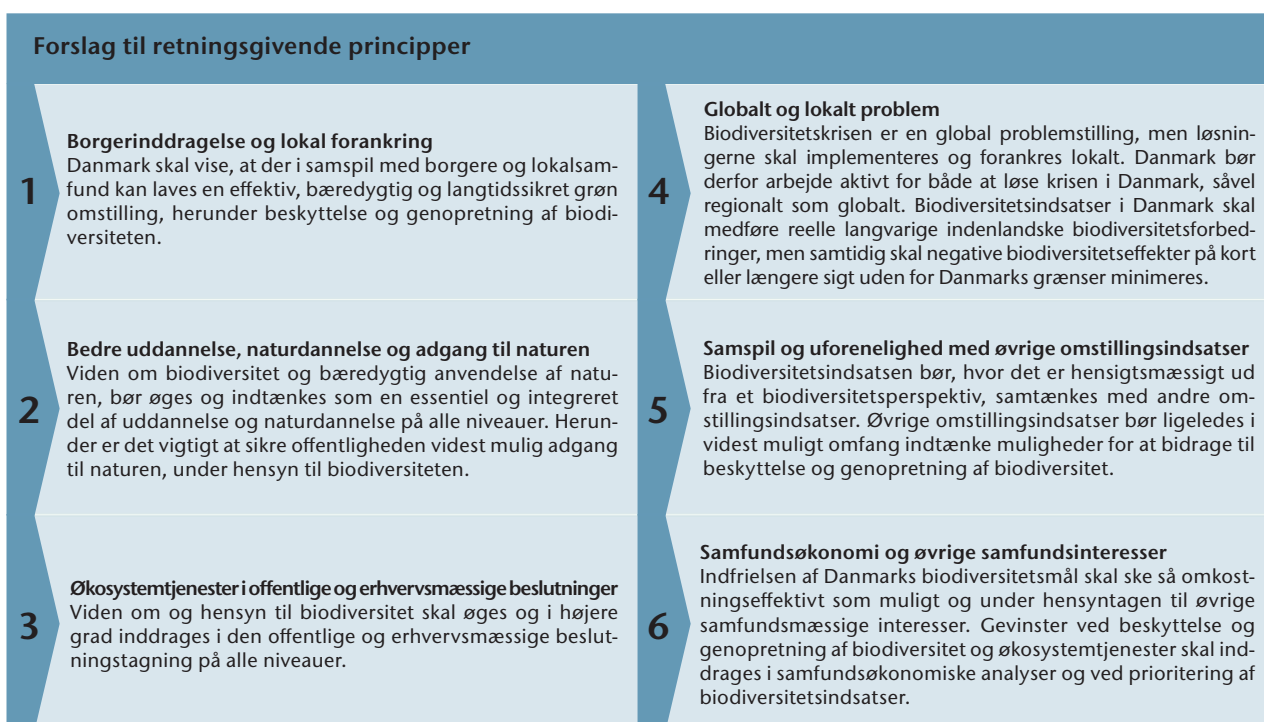 Forslag til retningsgivende principper
1
Borgerinddragelse og lokal forankring
Danmark skal vise, at der i samspil med borgere og lokalsam-
fund kan laves en effektiv, bæredygtig og langtidssikret grøn
omstilling, herunder beskyttelse og genopretning af biodi-
versiteten.
2
Bedre uddannelse, naturdannelse og adgang til naturen
Viden om biodiversitet og bæredygtig anvendelse af natu-
ren, bør øges og indtænkes som en essentiel og integreret
del af uddannelse og naturdannelse på alle niveauer. Herun-
der er det vigtigt at sikre offentligheden videst mulig adgang
til naturen, under hensyn til biodiversiteten.
3
Økosystemtjenester i offentlige og erhvervsmæssige beslutninger
Viden om og hensyn til biodiversitet skal øges og i højere
grad inddrages i den offentlige og erhvervsmæssige beslut-
ningstagning på alle niveauer.
4
Globalt og lokalt problem
Biodiversitetskrisen er en global problemstilling, men løsnin-
gerne skal implementeres og forankres lokalt. Danmark bør
derfor arbejde aktivt for både at løse krisen i Danmark, såvel
regionalt som globalt. Biodiversitetsindsatser i Danmark skal
medføre reelle langvarige indenlandske biodiversitetsforbed-
ringer, men samtidig skal negative biodiversitetseffekter på kort
eller længere sigt uden for Danmarks grænser minimeres.
5
Samspil og uforenelighed med øvrige omstillingsindsatser
Biodiversitetsindsatsen bør, hvor det er hensigtsmæssigt ud
fra et biodiversitetsperspektiv, samtænkes med andre om-
stillingsindsatser. Øvrige omstillingsindsatser bør ligeledes i
videst muligt omfang indtænke muligheder for at bidrage til
beskyttelse og genopretning af biodiversitet.
6
Samfundsøkonomi og øvrige samfundsinteresser
Indfrielsen af Danmarks biodiversitetsmål skal ske så omkost-
ningseffektivt som muligt og under hensyntagen til øvrige
samfundsmæssige interesser. Gevinster ved beskyttelse og
genopretning af biodiversitet og økosystemtjenester skal ind-
drages i samfundsøkonomiske analyser og ved prioritering af
biodiversitetsindsatser.